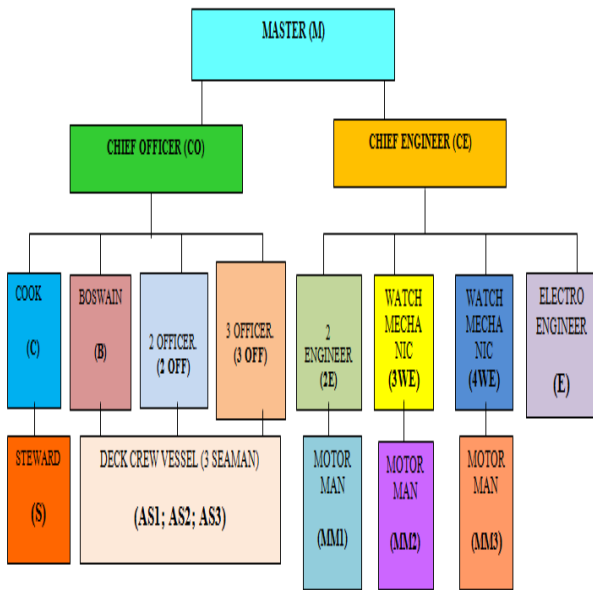 MASTER (M)
CHIEF OFFICER (CO)
CHIEF ENGINEER (CE)
COOK
(C)
BOSWAIN
(B)
2 OFFICER
(2 OFF)
3 OFFICER.
(3 OFF)
2
ENGINEER
(2E)
WATCH
MECHA
NIC
(3WE)
WATCH
MECHA
NIC
(4WE)
ELECTRO
ENGINEER
(E)
STEWARD
(S)
DECK CREW VESSEL (3 SEAMAN)
(AS1; AS2; AS3)
MOTOR
MAN
(MM1)
MOTOR
MAN
(MM2)
MOTOR
MAN
(MM3)